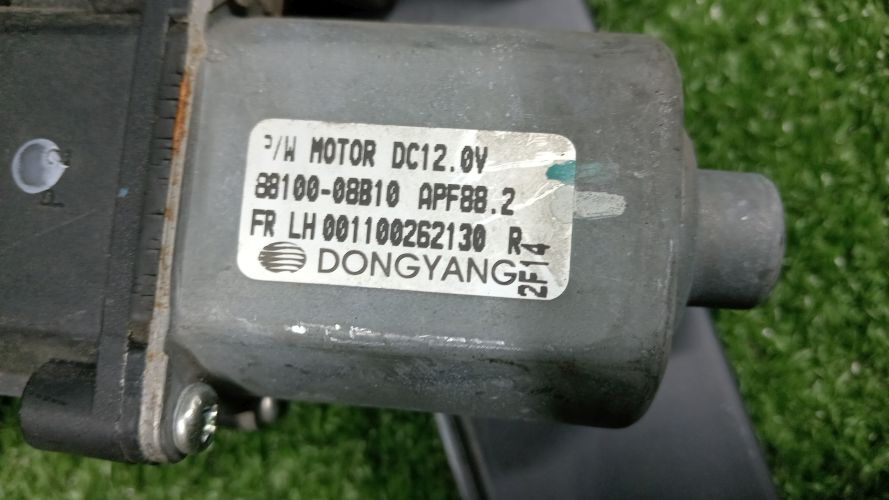 P/W MOTOR DC12.0V
88100-08B10 APF88.2
FR LH 001100262130 R
DONGYANG
2F14